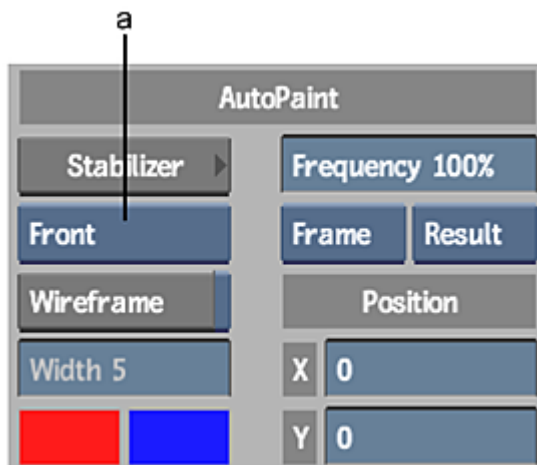 a
AutoPaint
Stabilizer Frequency 100%
Front Frame Result
Wireframe Position
Width 5 X 0
Y 0